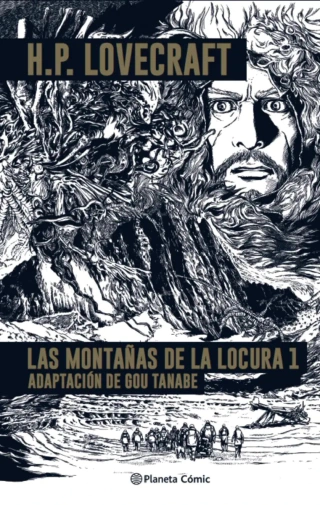 H.P. LOVECRAFT
LAS MONTAÑAS DE LA LOCURA 1
ADAPTACIÓN DE GOU TANABE
Planeta Cómic